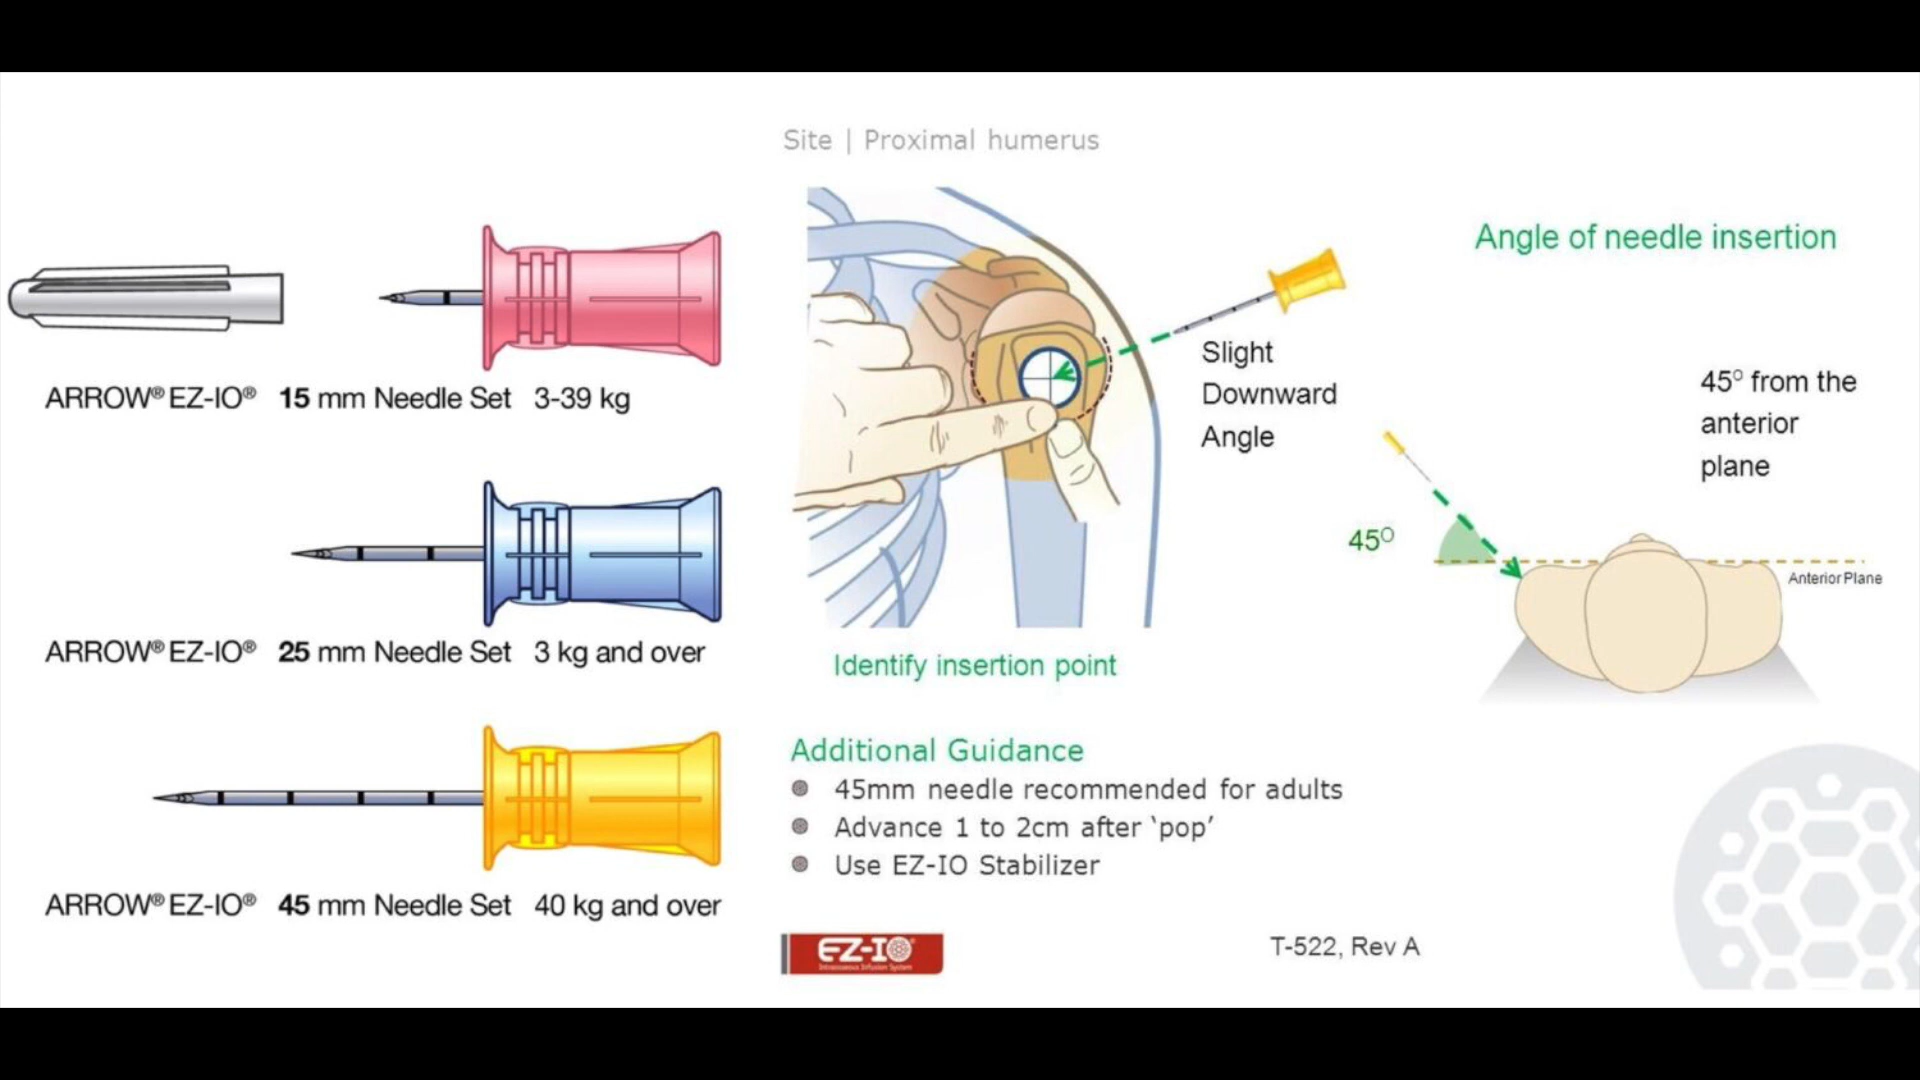 Site | Proximal humerus
ARROW® EZ-IO® 15 mm Needle Set 3-39 kg
ARROW® EZ-IO® 25 mm Needle Set 3 kg and over
ARROW® EZ-IO® 45 mm Needle Set 40 kg and over
Slight
Downward
Angle
Identify insertion point
Angle of needle insertion
45° from the
anterior
plane
45°
Anterior Plane
Additional Guidance
45mm needle recommended for adults
Advance 1 to 2cm after ‘pop’
Use EZ-IO Stabilizer
EZ-IO®
Intraosseous Infusion System
T-522, Rev A